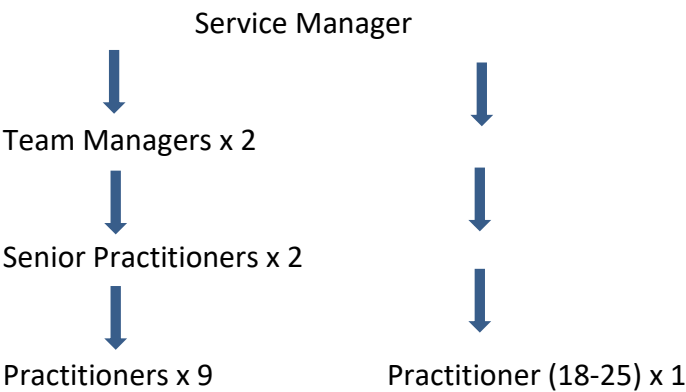 Service Manager
Team Managers x 2
Senior Practitioners x 2
Practitioners x 9
Practitioner (18-25) x 1